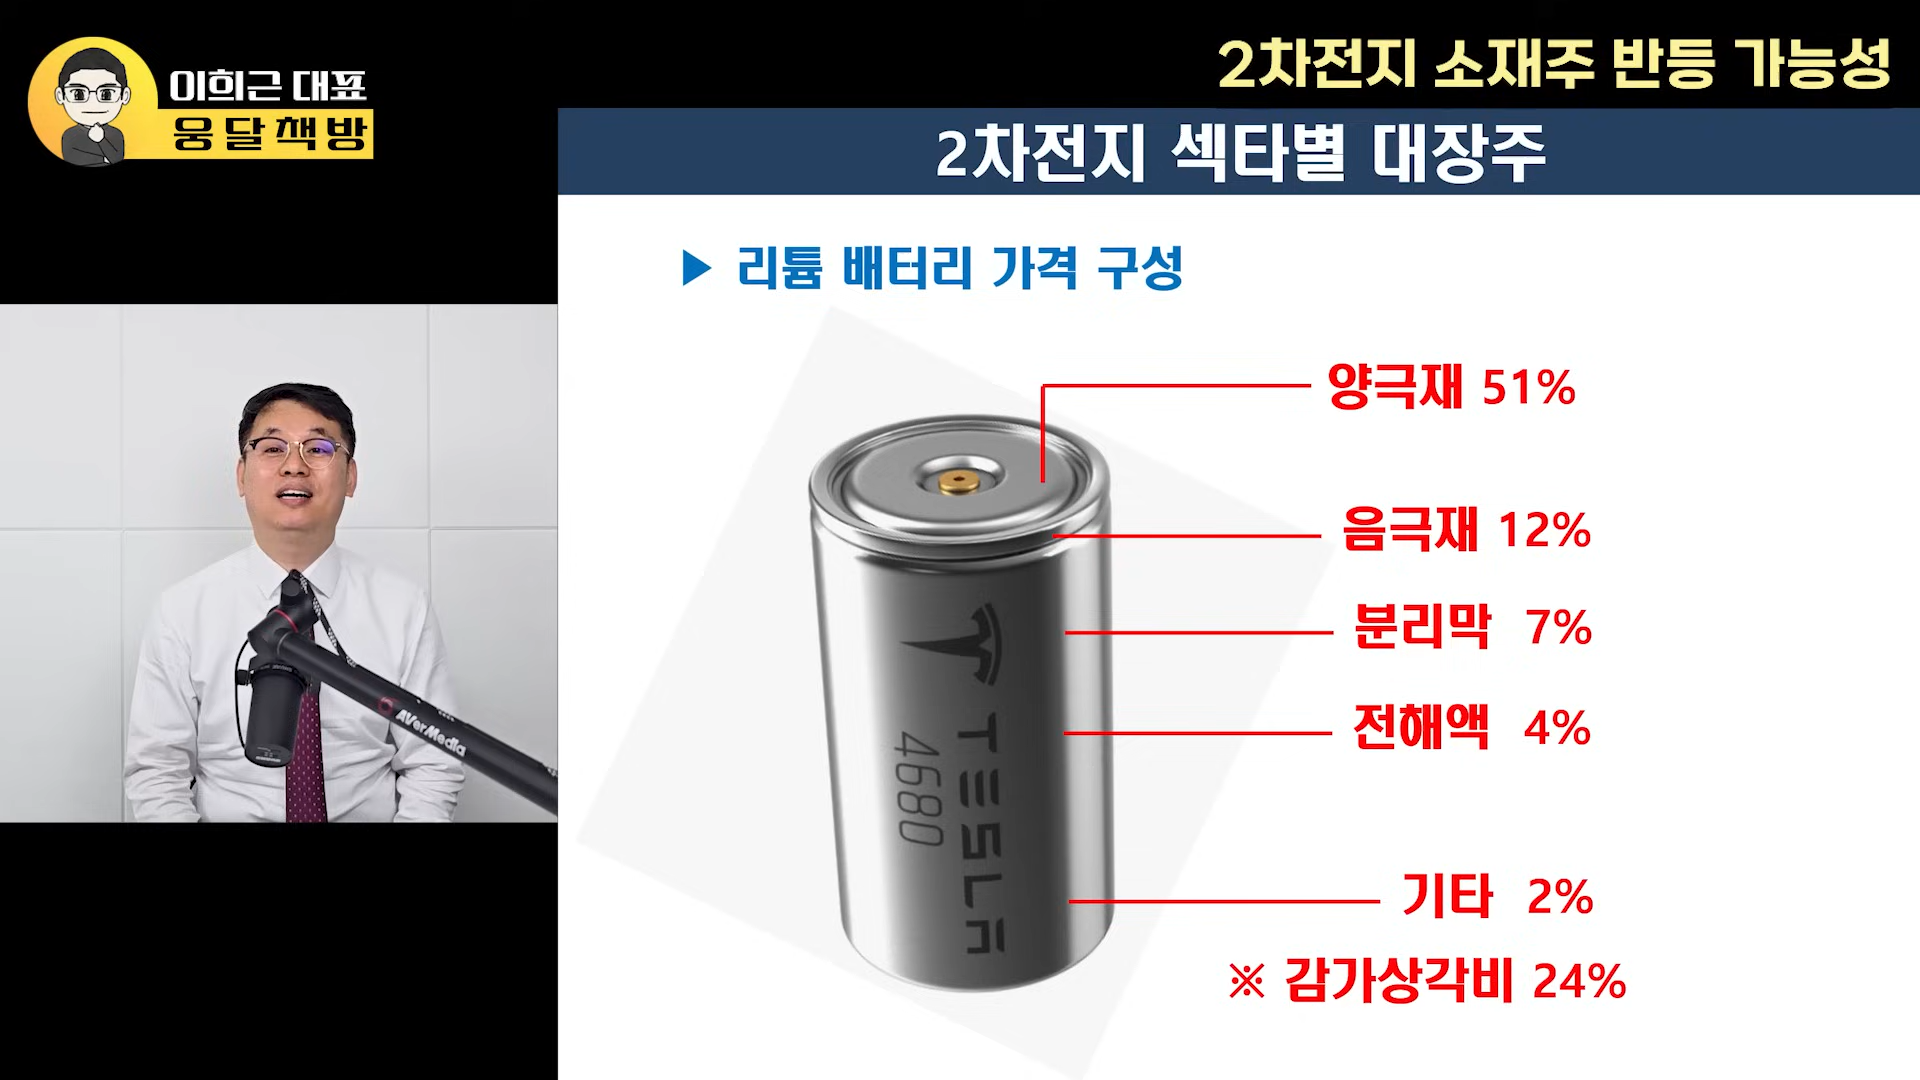 이희근 대표
웅달책방
2차전지 소재주 반등 가능성
2차전지 섹타별 대장주
▶ 리튬 배터리 가격 구성
양극재 51%
음극재 12%
분리막 7%
전해액 4%
기타 2%
※ 감가상각비 24%
TESLA
4680
AVerMedia